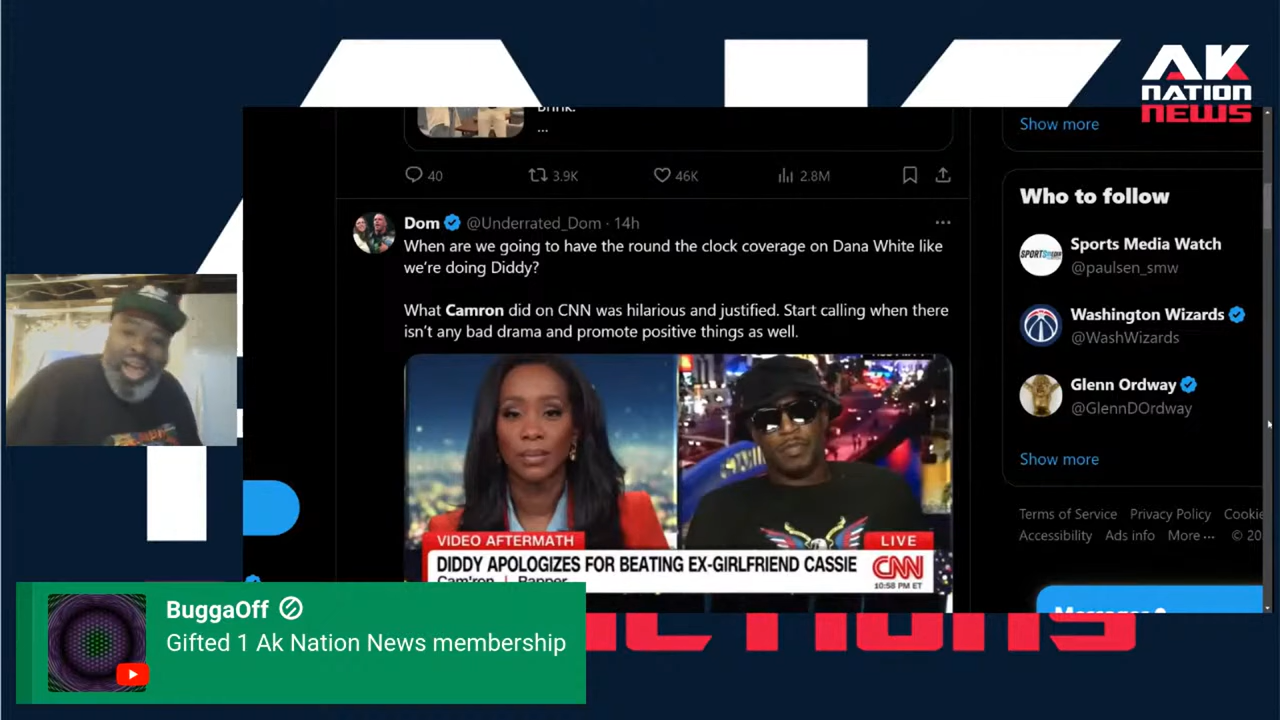 AK
NATION
NEWS
Drink.
...
Show more
40 3.9K 46K 2.8M
Who to follow
Dom @Underrated_Dom · 14h
When are we going to have the round the clock coverage on Dana White like
we're doing Diddy?
What Camron did on CNN was hilarious and justified. Start calling when there
isn't any bad drama and promote positive things as well.
Sports Media Watch
@paulsen_smw
Washington Wizards
@WashWizards
Glenn Ordway
@GlennDOrdway
Show more
Terms of Service Privacy Policy
Accessibility Ads info More ··· © 20
VIDEO AFTERMATH
LIVE
DIDDY APOLOGIZES FOR BEATING EX-GIRLFRIEND CASSIE
Cam'ron | Rapper
CNN
10:58 PM ET
BuggaOff
Gifted 1 Ak Nation News membership